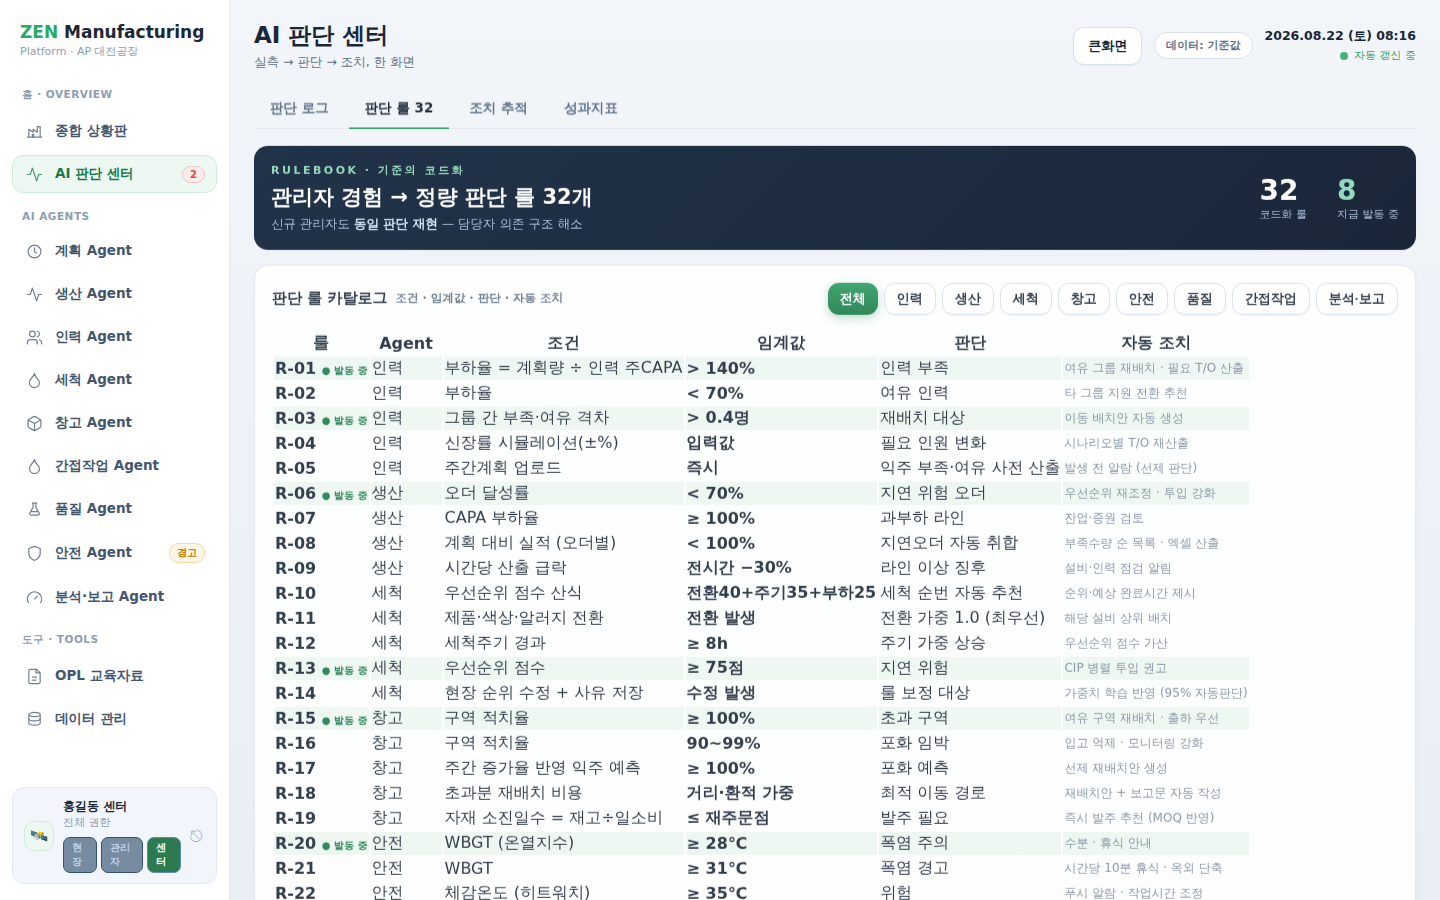 ZEN Manufacturing
Platform · AP 대전공장
홈 · OVERVIEW
종합 상황판
AI 판단 센터 2
AI AGENTS
계획 Agent
생산 Agent
인력 Agent
세척 Agent
창고 Agent
간접작업 Agent
품질 Agent
안전 Agent 경고
분석·보고 Agent
도구 · TOOLS
OPL 교육자료
데이터 관리
홍길동 센터
전체 권한
현장 관리자 센터
AI 판단 센터
실측 → 판단 → 조치, 한 화면
큰화면 데이터: 기준값 2026.08.22 (토) 08:16
자동 갱신 중
판단 로그 판단 룰 32 조치 추적 성과지표
RULEBOOK · 기준의 코드화
관리자 경험 → 정량 판단 룰 32개
신규 관리자도 동일 판단 재현 — 담당자 의존 구조 해소
32 코드화 룰
8 지금 발동 중
판단 룰 카탈로그 조건 · 임계값 · 판단 · 자동 조치
전체 인력 생산 세척 창고 안전 품질 간접작업 분석·보고
룰 Agent 조건 임계값 판단 자동 조치
R-01 ● 발동 중 인력 부하율 = 계획량 ÷ 인력 주CAPA > 140% 인력 부족 여유 그룹 재배치 · 필요 T/O 산출
R-02 인력 부하율 < 70% 여유 인력 타 그룹 지원 전환 추천
R-03 ● 발동 중 인력 그룹 간 부족·여유 격차 > 0.4명 재배치 대상 이동 배치안 자동 생성
R-04 인력 신장률 시뮬레이션(±%) 입력값 필요 인원 변화 시나리오별 T/O 재산출
R-05 인력 주간계획 업로드 즉시 익주 부족·여유 사전 산출 발생 전 알람 (선제 판단)
R-06 ● 발동 중 생산 오더 달성률 < 70% 지연 위험 오더 우선순위 재조정 · 투입 강화
R-07 생산 CAPA 부하율 ≥ 100% 과부하 라인 잔업·증원 검토
R-08 생산 계획 대비 실적 (오더별) < 100% 지연오더 자동 취합 부족수량 순 목록 · 엑셀 산출
R-09 생산 시간당 산출 급락 전시간 −30% 라인 이상 징후 설비·인력 점검 알림
R-10 세척 우선순위 점수 산식 전환40+주기35+부하25 세척 순번 자동 추천 순위·예상 완료시간 제시
R-11 세척 제품·색상·알러지 전환 전환 발생 전환 가중 1.0 (최우선) 해당 설비 상위 배치
R-12 세척 세척주기 경과 ≥ 8h 주기 가중 상승 우선순위 점수 가산
R-13 ● 발동 중 세척 우선순위 점수 ≥ 75점 지연 위험 CIP 병렬 투입 권고
R-14 세척 현장 순위 수정 + 사유 저장 수정 발생 룰 보정 대상 가중치 학습 반영 (95% 자동판단)
R-15 ● 발동 중 창고 구역 적치율 ≥ 100% 초과 구역 여유 구역 재배치 · 출하 우선
R-16 창고 구역 적치율 90~99% 포화 임박 입고 억제 · 모니터링 강화
R-17 창고 주간 증가율 반영 익주 예측 ≥ 100% 포화 예측 선제 재배치안 생성
R-18 창고 초과분 재배치 비용 거리·환적 가중 최적 이동 경로 재배치안 + 보고문 자동 작성
R-19 창고 자재 소진일수 = 재고÷일소비 ≤ 재주문점 발주 필요 즉시 발주 추천 (MOQ 반영)
R-20 ● 발동 중 안전 WBGT (온열지수) ≥ 28℃ 폭염 주의 수분 · 휴식 안내
R-21 안전 WBGT ≥ 31℃ 폭염 경고 시간당 10분 휴식 · 옥외 단축
R-22 안전 체감온도 (히트워치) ≥ 35℃ 위험 푸시 알람 · 작업시간 조정